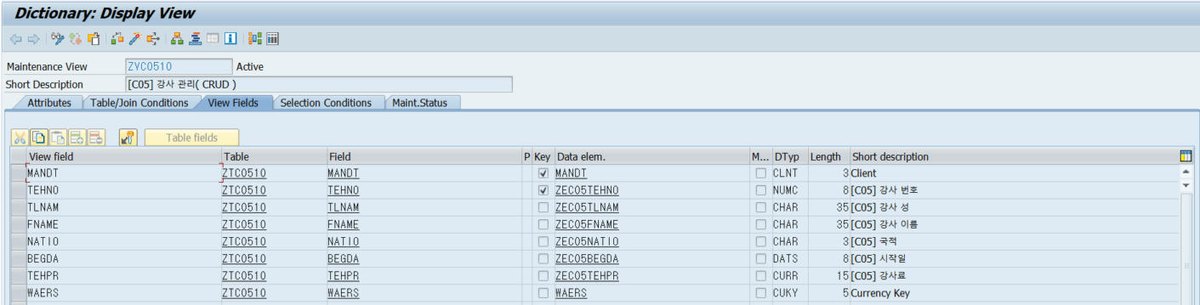 Dictionary: Display View
Maintenance View ZVC0510 Active
Short Description [C05] 강사 관리( CRUD )
Attributes Table/Join Conditions View Fields Selection Conditions Maint.Status
Table fields
View field Table Field P Key Data elem. M... DTyp Length Short description
MANDT ZTC0510 MANDT MANDT CLNT 3 Client
TEHNO ZTC0510 TEHNO ZEC05TEHNO NUMC 8 [C05] 강사 번호
TLNAM ZTC0510 TLNAM ZEC05TLNAM CHAR 35 [C05] 강사 성
FNAME ZTC0510 FNAME ZEC05FNAME CHAR 35 [C05] 강사 이름
NATIO ZTC0510 NATIO ZEC05NATIO CHAR 3 [C05] 국적
BEGDA ZTC0510 BEGDA ZEC05BEGDA DATS 8 [C05] 시작일
TEHPR ZTC0510 TEHPR ZEC05TEHPR CURR 15 [C05] 강사료
WAERS ZTC0510 WAERS WAERS CUKY 5 Currency Key